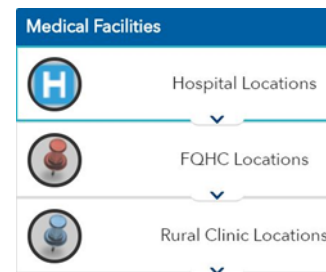 Medical Facilities
H
Hospital Locations
FQHC Locations
Rural Clinic Locations